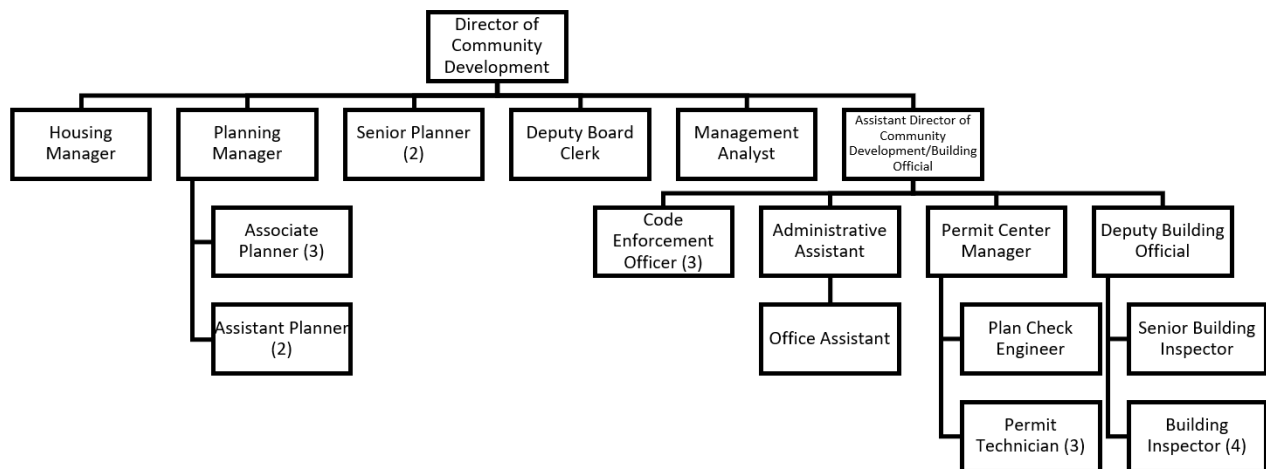 Director of
Community
Development
Housing
Manager
Planning
Manager
Senior Planner
(2)
Deputy Board
Clerk
Management
Analyst
Assistant Director of
Community
Development/Building
Official
Associate
Planner (3)
Assistant Planner
(2)
Code
Enforcement
Officer (3)
Administrative
Assistant
Permit Center
Manager
Deputy Building
Official
Office Assistant
Plan Check
Engineer
Senior Building
Inspector
Permit
Technician (3)
Building
Inspector (4)